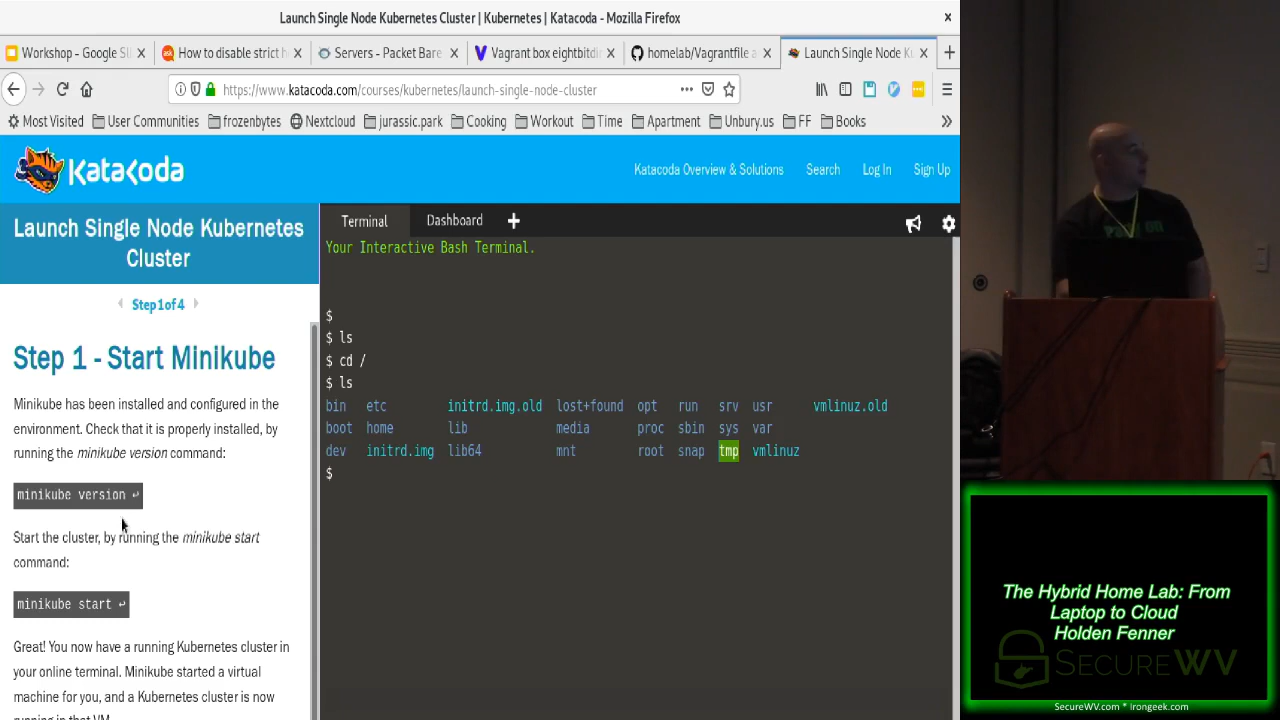 Launch Single Node Kubernetes Cluster | Kubernetes | Katacoda - Mozilla Firefox
Workshop - Google Sli
How to disable strict h
Servers - Packet Bare
Vagrant box eightbitdi
homelab/Vagrantfile a
Launch Single Node Ku
https://www.katacoda.com/courses/kubernetes/launch-single-node-cluster
Most Visited User Communities frozenbytes Nextcloud jurassic.park Cooking Workout Time Apartment Unbury.us FF Books
KataKoda
Katacoda Overview & Solutions Search Log In Sign Up
Launch Single Node Kubernetes
Cluster
Step 1 of 4
Step 1 - Start Minikube
Minikube has been installed and configured in the
environment. Check that it is properly installed, by
running the minikube version command:
minikube version ↵
Start the cluster, by running the minikube start
command:
minikube start ↵
Great! You now have a running Kubernetes cluster in
your online terminal. Minikube started a virtual
machine for you, and a Kubernetes cluster is now
running in that VM.
Terminal Dashboard +
Your Interactive Bash Terminal.
$
$ ls
$ cd /
$ ls
bin etc initrd.img.old lost+found opt run srv usr vmlinuz.old
boot home lib media proc sbin sys var
dev initrd.img lib64 mnt root snap tmp vmlinuz
$
The Hybrid Home Lab: From
Laptop to Cloud
Holden Fenner
SECUREWV
SecureWV.com * Irongeek.com